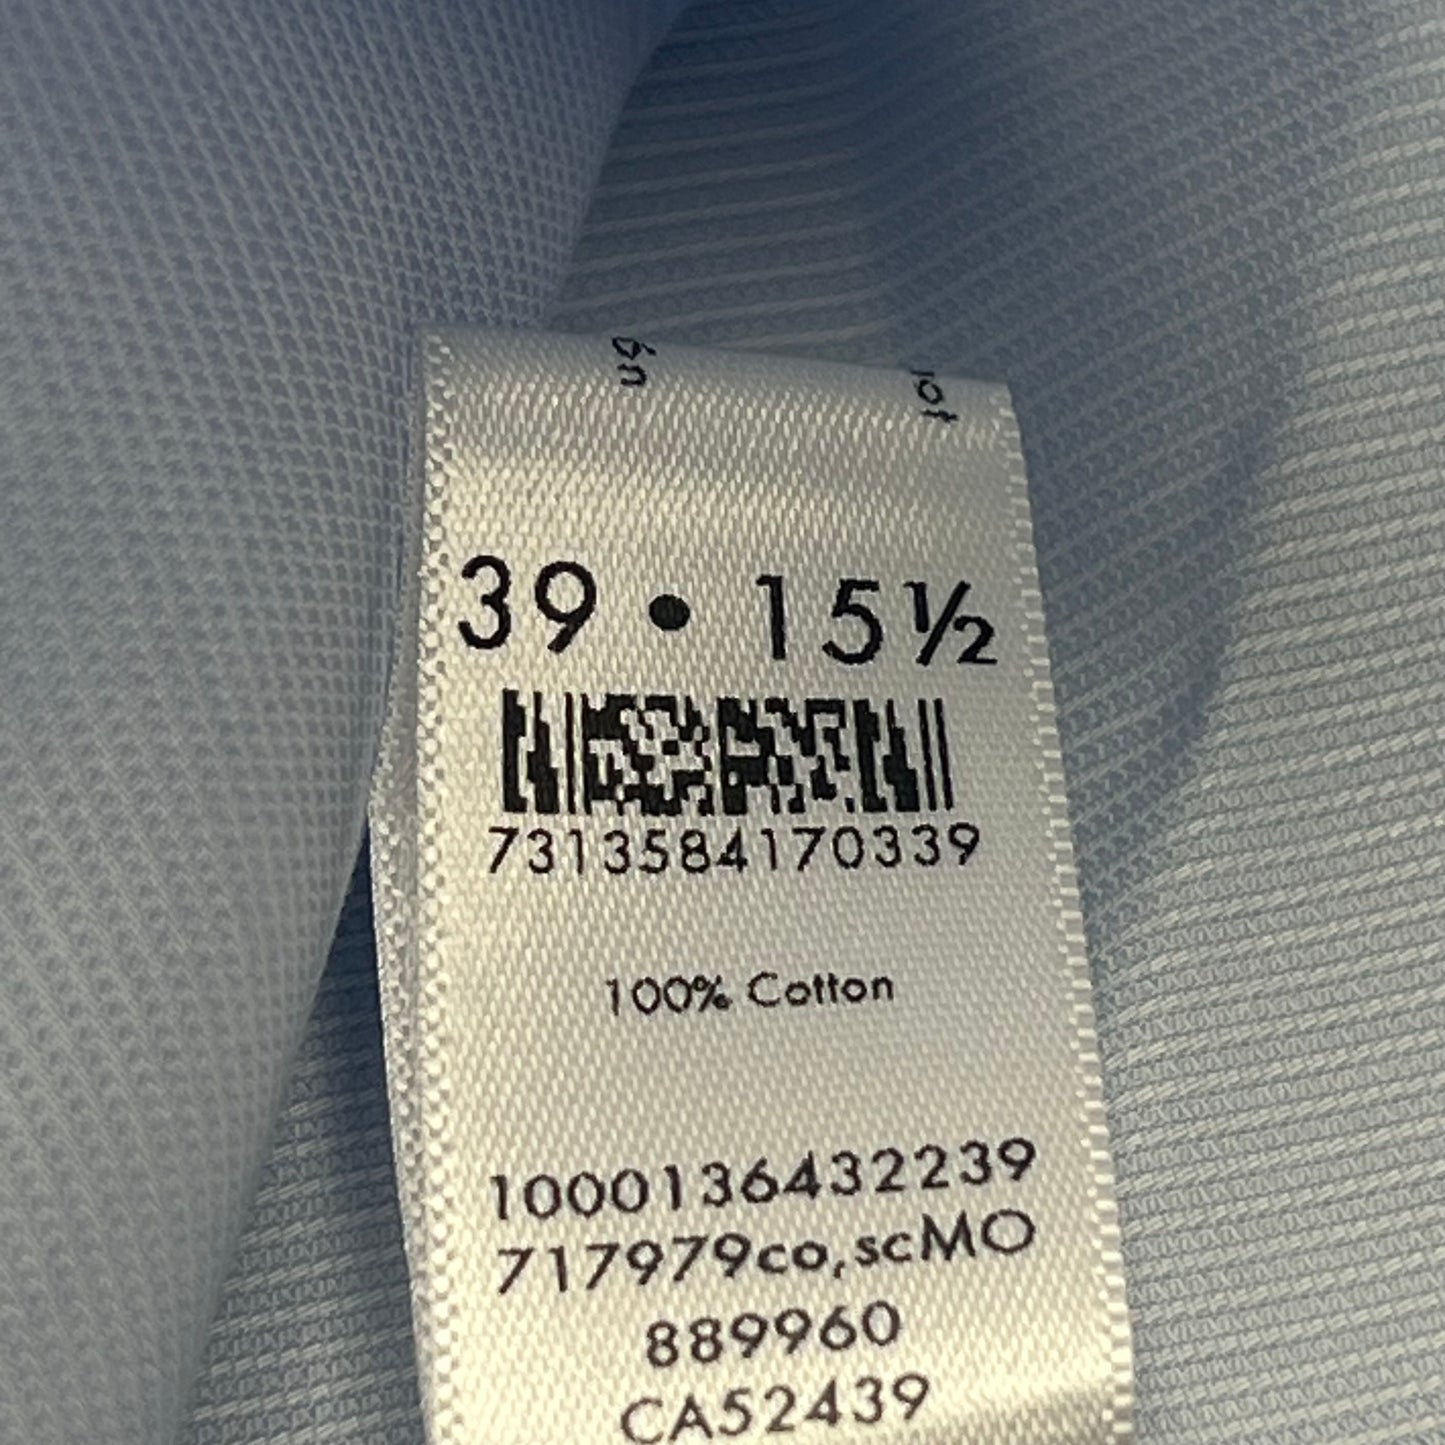 39 • 15½
7313584170339
100% Cotton
1000136432239
717979co,scMO
889960
CA52439